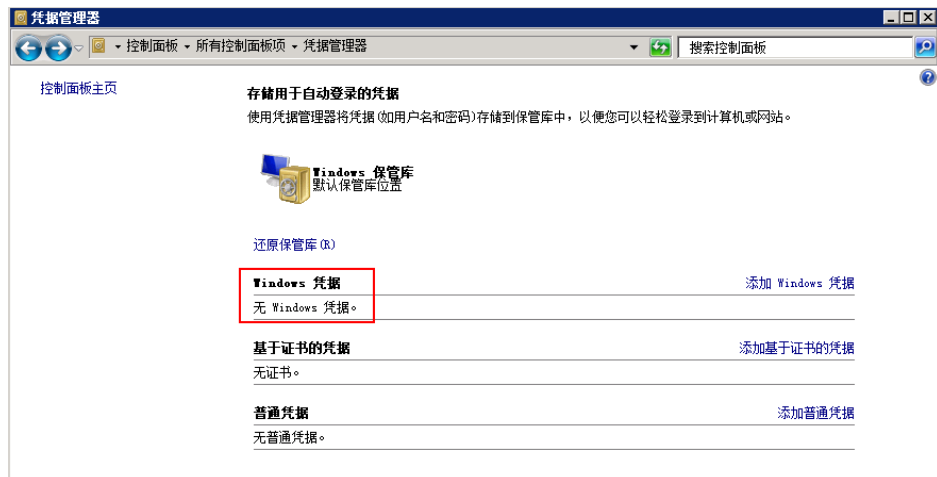 凭据管理器
控制面板 所有控制面板项 凭据管理器 搜索控制面板
控制面板主页
存储用于自动登录的凭据
使用凭据管理器将凭据(如用户名和密码)存储到保管库中，以便您可以轻松登录到计算机或网站。
Windows 保管库
默认保管库位置
还原保管库(R)
Windows 凭据 添加 Windows 凭据
无 Windows 凭据。
基于证书的凭据 添加基于证书的凭据
无证书。
普通凭据 添加普通凭据
无普通凭据。